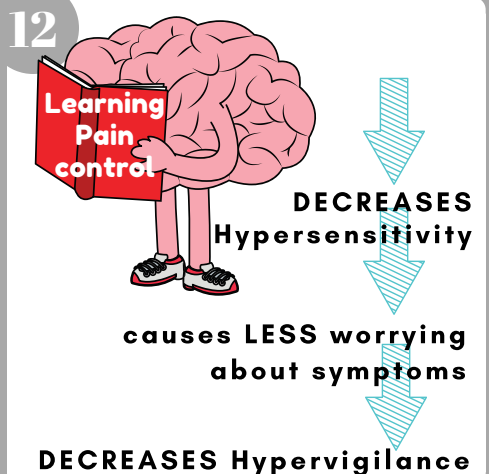 12
Learning
Pain
control
DECREASES
Hypersensitivity
causes LESS worrying
about symptoms
DECREASES Hypervigilance